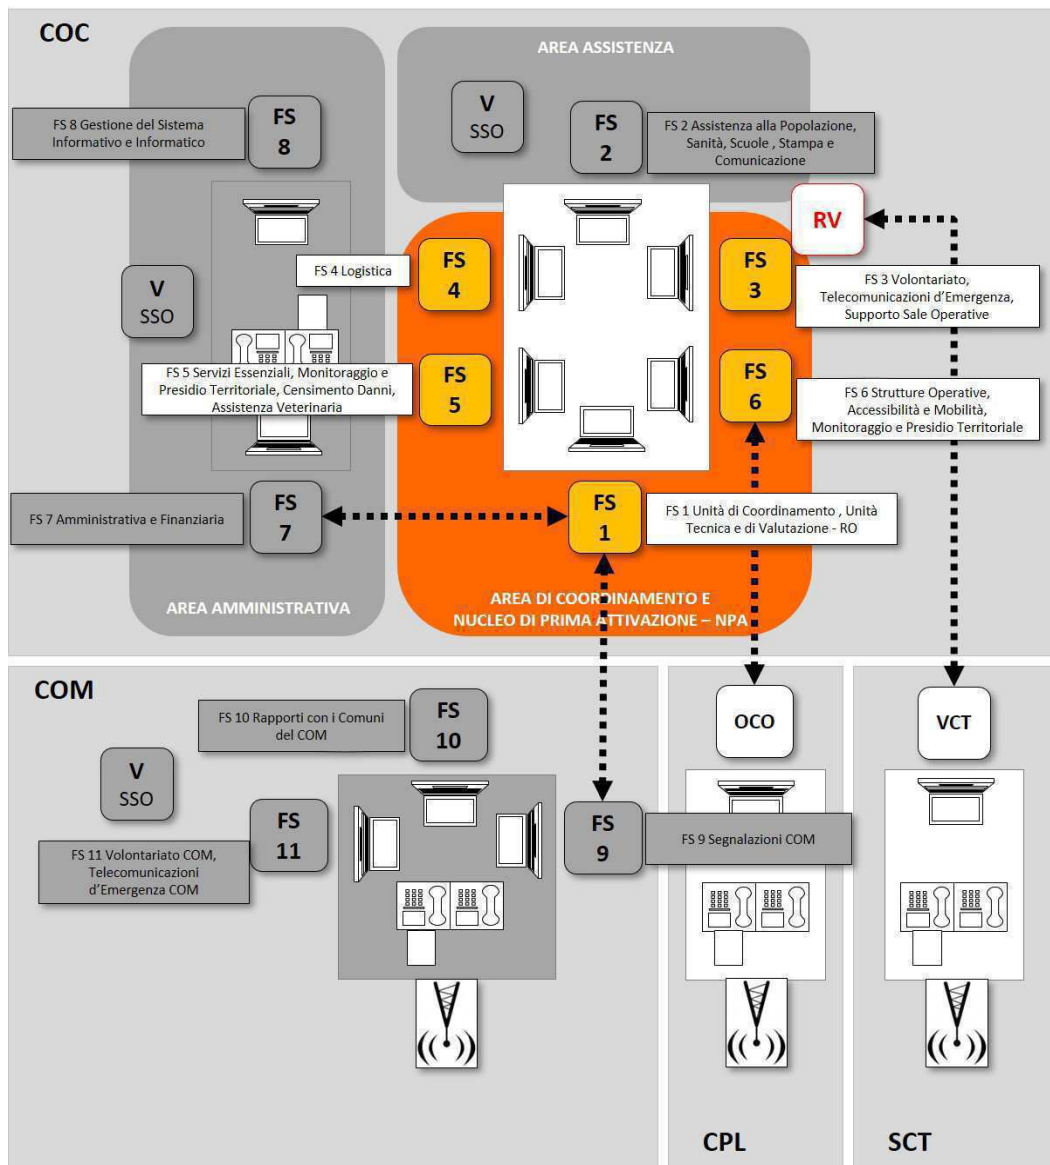 COC
AREA ASSISTENZA
V
SSO
FS
2
FS 2 Assistenza alla Popolazione,
Sanità, Scuole , Stampa e
Comunicazione
FS 8 Gestione del Sistema
Informativo e Informatico
FS
8
RV
FS 4 Logistica
FS
4
FS
3
FS 3 Volontariato,
Telecomunicazioni d’Emergenza,
Supporto Sale Operative
V
SSO
FS 5 Servizi Essenziali, Monitoraggio e
Presidio Territoriale, Censimento Danni,
Assistenza Veterinaria
FS
5
FS
6
FS 6 Strutture Operative,
Accessibilità e Mobilità,
Monitoraggio e Presidio Territoriale
FS 7 Amministrativa e Finanziaria
FS
7
FS
1
FS 1 Unità di Coordinamento , Unità
Tecnica e di Valutazione - RO
AREA AMMINISTRATIVA
AREA DI COORDINAMENTO E
NUCLEO DI PRIMA ATTIVAZIONE – NPA
COM
FS 10 Rapporti con i Comuni
del COM
FS
10
OCO
VCT
V
SSO
FS
11
FS 11 Volontariato COM,
Telecomunicazioni
d’Emergenza COM
FS
9
FS 9 Segnalazioni COM
CPL
SCT